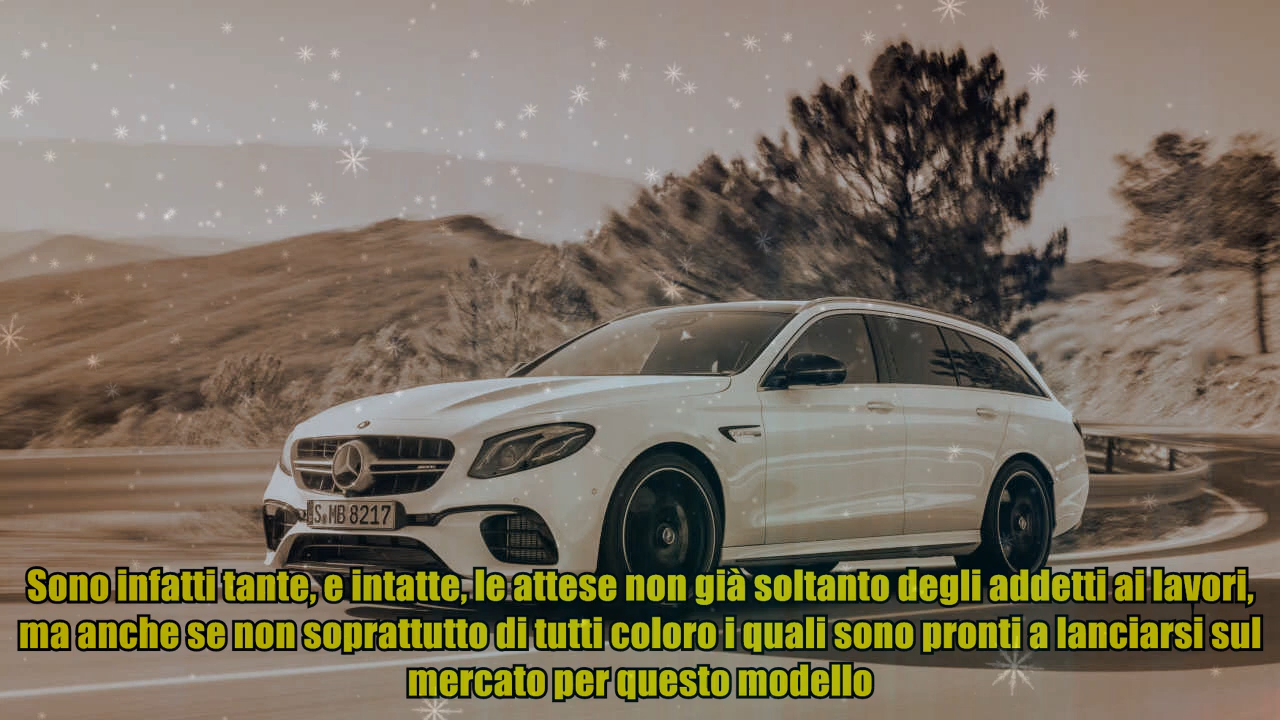 S MB 8217
Sono infatti tante, e intatte, le attese non già soltanto degli addetti ai lavori,
ma anche se non soprattutto di tutti coloro i quali sono pronti a lanciarsi sul
mercato per questo modello